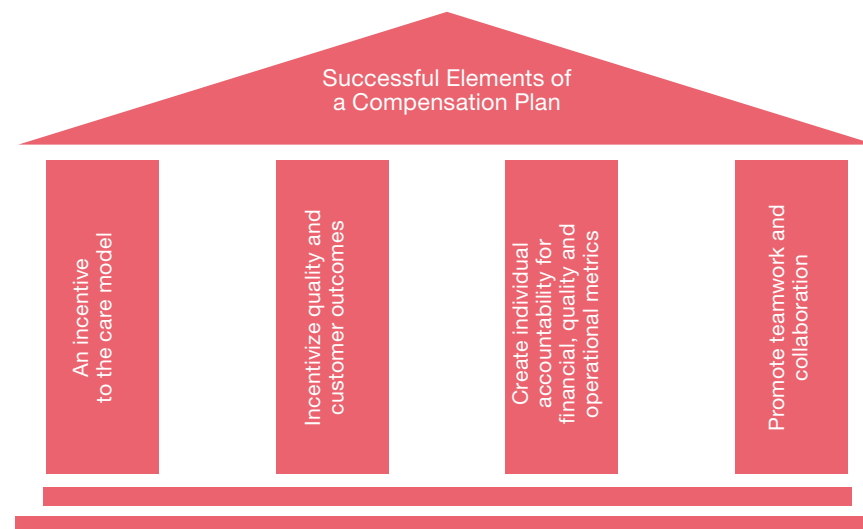 Successful Elements of
a Compensation Plan
An incentive
to the care model
Incentivize quality and
customer outcomes
Create individual
accountability for
financial, quality and
operational metrics
Promote teamwork and
collaboration